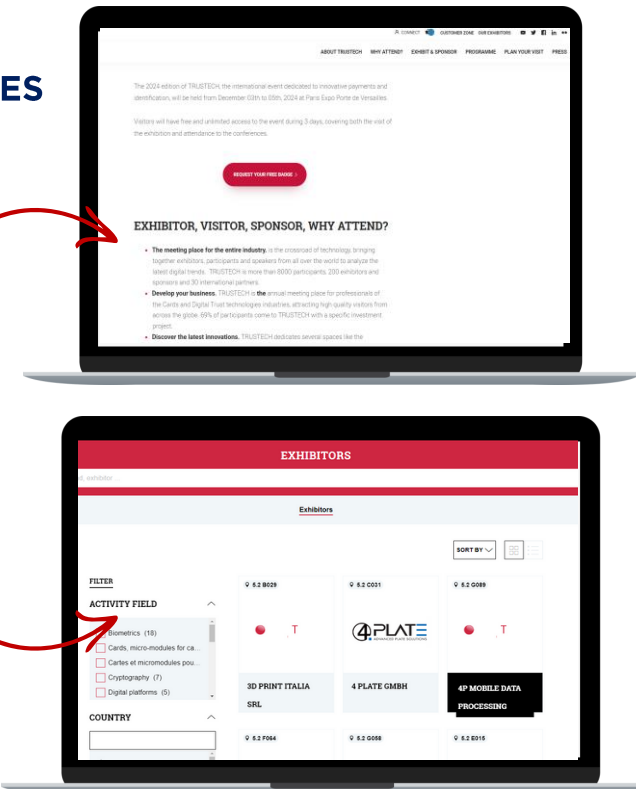 ES
CONNECT CUSTOMER ZONE OUR EXHIBITORS
ABOUT TRUSTECH WHY ATTEND? EXHIBIT & SPONSOR PROGRAMME PLAN YOUR VISIT PRESS
The 2024 edition of TRUSTECH, the international event dedicated to innovative payments and
identification, will be held from December 03th to 05th, 2024 at Paris Expo Porte de Versailles.
Visitors will have free and unlimited access to the event during 3 days, covering both the visit of
the exhibition and attendance to the conferences.
REQUEST YOUR FREE BADGE >
EXHIBITOR, VISITOR, SPONSOR, WHY ATTEND?
• The meeting place for the entire industry, is the crossroad of technology, bringing
together exhibitors, participants and speakers from all over the world to analyze the
latest digital trends. TRUSTECH is more than 8000 participants, 200 exhibitors and
sponsors and 30 international partners.
• Develop your business. TRUSTECH is the annual meeting place for professionals of
the Cards and Digital Trust technologies industries, attracting high quality visitors from
across the globe. 69% of participants come to TRUSTECH with a specific investment
project.
• Discover the latest innovations. TRUSTECH dedicates several spaces like the
EXHIBITORS
d, exhibitor ...
Exhibitors
SORT BY
FILTER
ACTIVITY FIELD
Biometrics (18)
Cards, micro-modules for ca...
Cartes et micromodules pou...
Cryptography (7)
Digital platforms (5)
COUNTRY
5.2 B029
5.2 C031
5.2 G089
T
4PLATE
ADVANCED PLATE SOLUTIONS
T
3D PRINT ITALIA
SRL
4 PLATE GMBH
4P MOBILE DATA
PROCESSING
5.2 F064
5.2 G058
5.2 E015